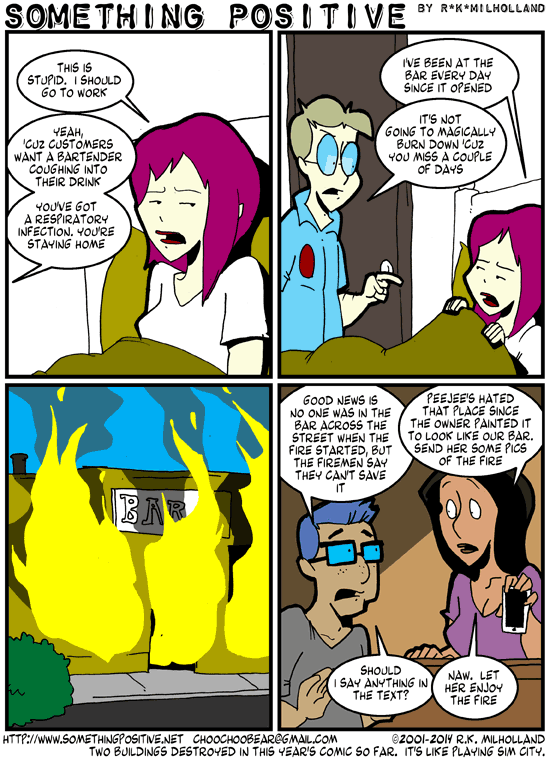 SOMETHING POSITIVE BY R*K*MILHOLLAND
THIS IS
STUPID. I SHOULD
GO TO WORK
YEAH,
'CUZ CUSTOMERS
WANT A BARTENDER
COUGHING INTO
THEIR DRINK
YOU'VE GOT
A RESPIRATORY
INFECTION. YOU'RE
STAYING HOME
I'VE BEEN AT THE
BAR EVERY DAY
SINCE IT OPENED
IT'S NOT
GOING TO MAGICALLY
BURN DOWN 'CUZ
YOU MISS A COUPLE
OF DAYS
BAR
GOOD NEWS IS
NO ONE WAS IN THE
BAR ACROSS THE
STREET WHEN THE
FIRE STARTED, BUT
THE FIREMEN SAY
THEY CAN'T SAVE
IT
PEEJEE'S HATED
THAT PLACE SINCE
THE OWNER PAINTED IT
TO LOOK LIKE OUR BAR.
SEND HER SOME PICS
OF THE FIRE
SHOULD
I SAY ANYTHING IN
THE TEXT?
NAW. LET
HER ENJOY
THE FIRE
HTTP://WWW.SOMETHINGPOSITIVE.NET CHOOCHOOBEAR@GMAIL.COM ©2001-2014 R.K. MILHOLLAND
TWO BUILDINGS DESTROYED IN THIS YEAR'S COMIC SO FAR. IT'S LIKE PLAYING SIM CITY.